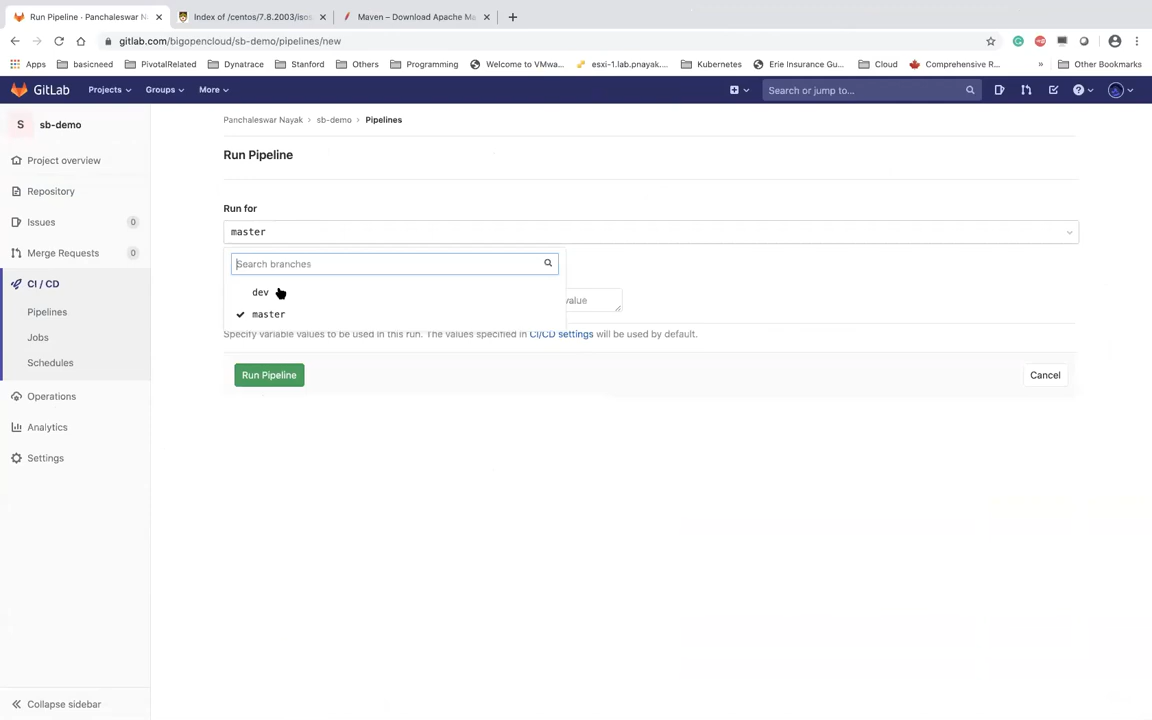 Run Pipeline · Panchaleswar N
Index of /centos/7.8.2003/isos
Maven – Download Apache Ma
gitlab.com/bigopencloud/sb-demo/pipelines/new
Apps basicneed PivotalRelated Dynatrace Stanford Others Programming Welcome to VMwa... esxi-1.lab.pnayak.... Kubernetes Erie Insurance Gu... Cloud Comprehensive R... » Other Bookmarks
GitLab Projects Groups More Search or jump to...
S sb-demo
Panchaleswar Nayak › sb-demo › Pipelines
Project overview
Repository
Issues 0
Merge Requests 0
CI / CD
Pipelines
Jobs
Schedules
Operations
Analytics
Settings
Collapse sidebar
Run Pipeline
Run for
master
Search branches
dev
master
value
Specify variable values to be used in this run. The values specified in CI/CD settings will be used by default.
Run Pipeline
Cancel